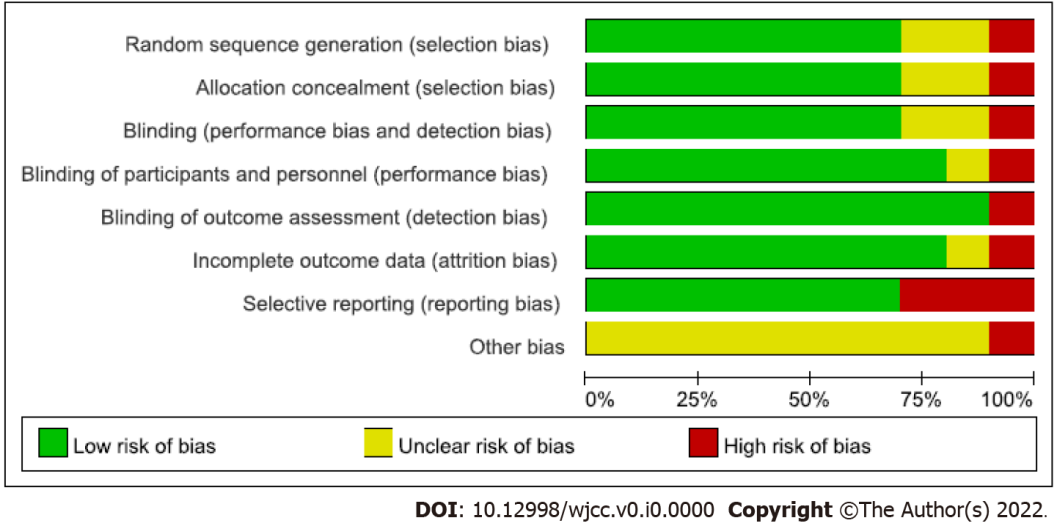 Random sequence generation (selection bias)
Allocation concealment (selection bias)
Blinding (performance bias and detection bias)
Blinding of participants and personnel (performance bias)
Blinding of outcome assessment (detection bias)
Incomplete outcome data (attrition bias)
Selective reporting (reporting bias)
Other bias
0% 25% 50% 75% 100%
Low risk of bias Unclear risk of bias High risk of bias
DOI: 10.12998/wjcc.v0.i0.0000 Copyright ©The Author(s) 2022.